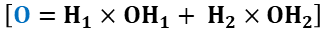 [O = H₁ × OH₁ + H₂ × OH₂]